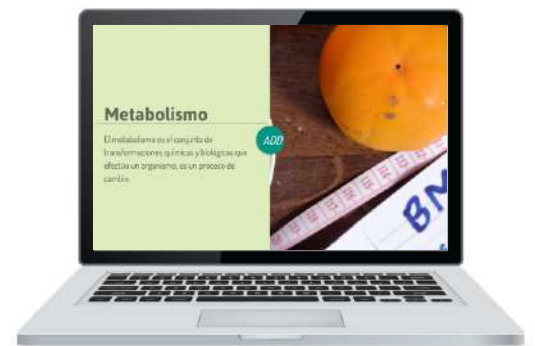 Metabolismo
El metabolismo es el conjunto de
transformaciones químicas y biológicas que
efectúa un organismo, es un proceso de
cambio.
ADD
BM